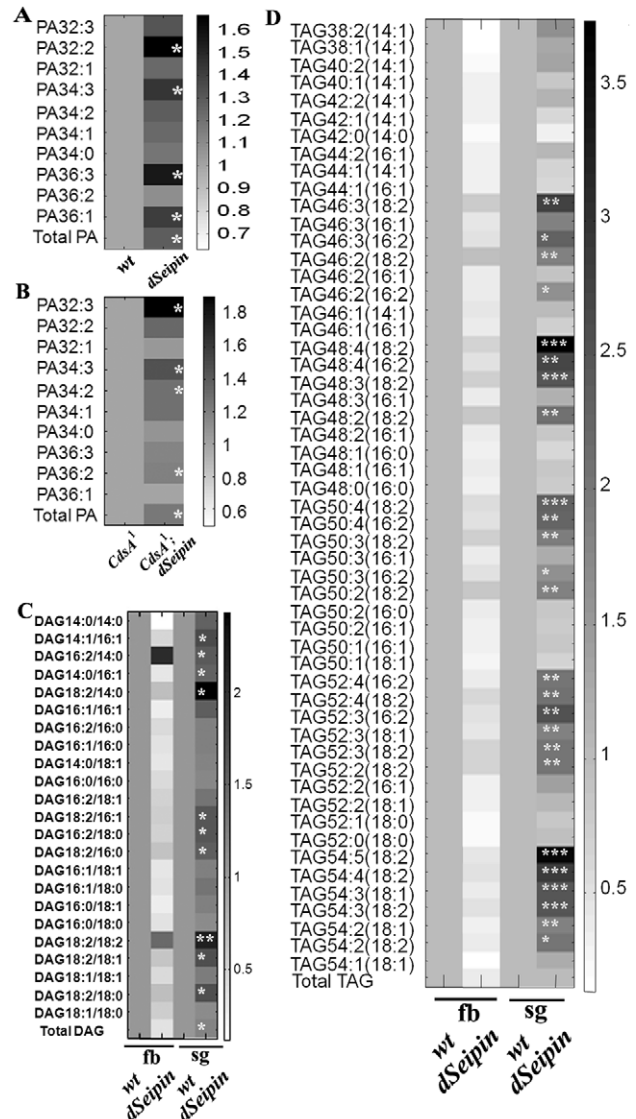 A
PA32:3
PA32:2
PA32:1
PA34:3
PA34:2
PA34:1
PA34:0
PA36:3
PA36:2
PA36:1
Total PA
*
*
*
*
*
wt
dSeipin
1.6
1.5
1.4
1.3
1.2
1.1
1
0.9
0.8
0.7
B
PA32:3
PA32:2
PA32:1
PA34:3
PA34:2
PA34:1
PA34:0
PA36:3
PA36:2
PA36:1
Total PA
*
*
*
*
*
CdsA1
CdsA1;
dSeipin
1.8
1.6
1.4
1.2
1
0.8
0.6
C
DAG14:0/14:0
DAG14:1/16:1
DAG16:2/14:0
DAG14:0/16:1
DAG18:2/14:0
DAG16:1/16:1
DAG16:2/16:0
DAG16:1/16:0
DAG14:0/18:1
DAG16:0/16:0
DAG16:2/18:1
DAG18:2/16:1
DAG16:2/18:0
DAG18:2/16:0
DAG16:1/18:1
DAG16:1/18:0
DAG16:0/18:1
DAG16:0/18:0
DAG18:2/18:2
DAG18:2/18:1
DAG18:1/18:1
DAG18:2/18:0
DAG18:1/18:0
Total DAG
*
*
*
*
*
*
*
**
*
*
*
fb
sg
wt
dSeipin
wt
dSeipin
2
1.5
1
0.5
D
TAG38:2(14:1)
TAG38:1(14:1)
TAG40:2(14:1)
TAG40:1(14:1)
TAG42:2(14:1)
TAG42:1(14:1)
TAG42:0(14:0)
TAG44:2(16:1)
TAG44:1(14:1)
TAG44:1(16:1)
TAG46:3(18:2)
TAG46:3(16:1)
TAG46:3(16:2)
TAG46:2(18:2)
TAG46:2(16:1)
TAG46:2(16:2)
TAG46:1(14:1)
TAG46:1(16:1)
TAG48:4(18:2)
TAG48:4(16:2)
TAG48:3(18:2)
TAG48:3(16:1)
TAG48:2(18:2)
TAG48:2(16:1)
TAG48:1(16:0)
TAG48:1(16:1)
TAG48:0(16:0)
TAG50:4(18:2)
TAG50:4(16:2)
TAG50:3(18:2)
TAG50:3(16:1)
TAG50:3(16:2)
TAG50:2(18:2)
TAG50:2(16:0)
TAG50:2(16:1)
TAG50:1(16:1)
TAG50:1(18:1)
TAG52:4(16:2)
TAG52:4(18:2)
TAG52:3(16:2)
TAG52:3(18:1)
TAG52:3(18:2)
TAG52:2(18:2)
TAG52:2(16:1)
TAG52:2(18:1)
TAG52:1(18:0)
TAG52:0(18:0)
TAG54:5(18:2)
TAG54:4(18:2)
TAG54:3(18:1)
TAG54:3(18:2)
TAG54:2(18:1)
TAG54:2(18:2)
TAG54:1(18:1)
Total TAG
**
*
**
*
***
**
***
**
***
**
**
*
**
**
**
**
**
**
**
***
***
***
***
**
*
fb
sg
wt
dSeipin
wt
dSeipin
3.5
3
2.5
2
1.5
1
0.5